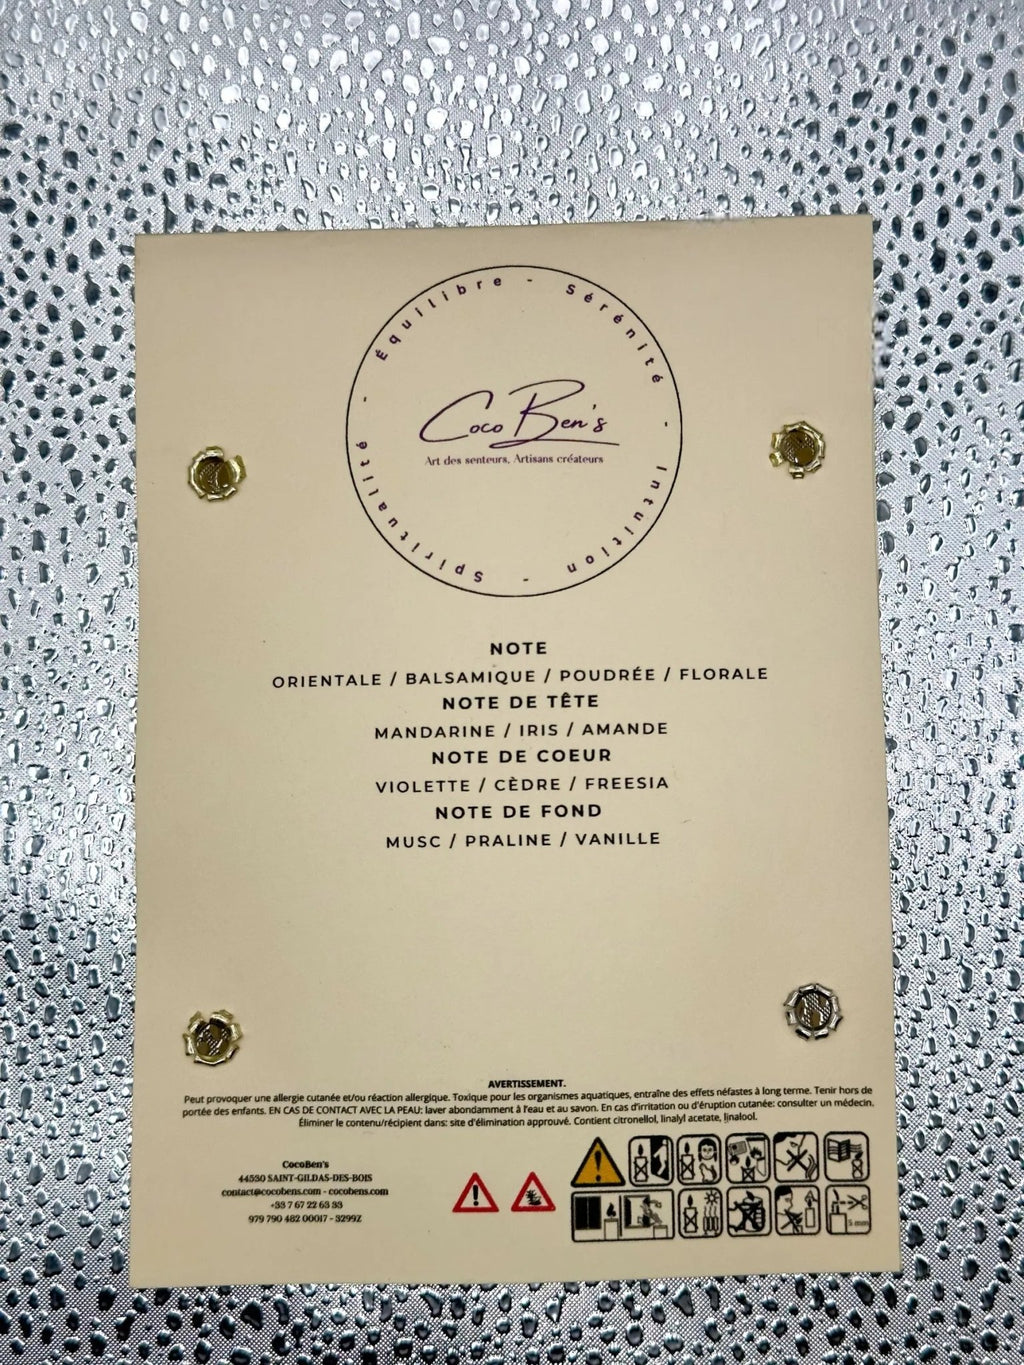 Équilibre - Sérénité - Intuition - Spiritualité -
Coco Ben's
Art des senteurs, Artisans créateurs
NOTE
ORIENTALE / BALSAMIQUE / POUDRÉE / FLORALE
NOTE DE TÊTE
MANDARINE / IRIS / AMANDE
NOTE DE COEUR
VIOLETTE / CÈDRE / FREESIA
NOTE DE FOND
MUSC / PRALINE / VANILLE
AVERTISSEMENT.
Peut provoquer une allergie cutanée et/ou réaction allergique. Toxique pour les organismes aquatiques, entraîne des effets néfastes à long terme. Tenir hors de
portée des enfants. EN CAS DE CONTACT AVEC LA PEAU: laver abondamment à l'eau et au savon. En cas d'irritation ou d'éruption cutanée: consulter un médecin.
Éliminer le contenu/récipient dans: site d'élimination approuvé. Contient citronellol, linalyl acetate, linalool.
CocoBen's
44530 SAINT-GILDAS-DES-BOIS
contact@cocobens.com - cocobens.com
+33 7 67 22 63 33
979 790 482 00017 - 3299Z
5 mm